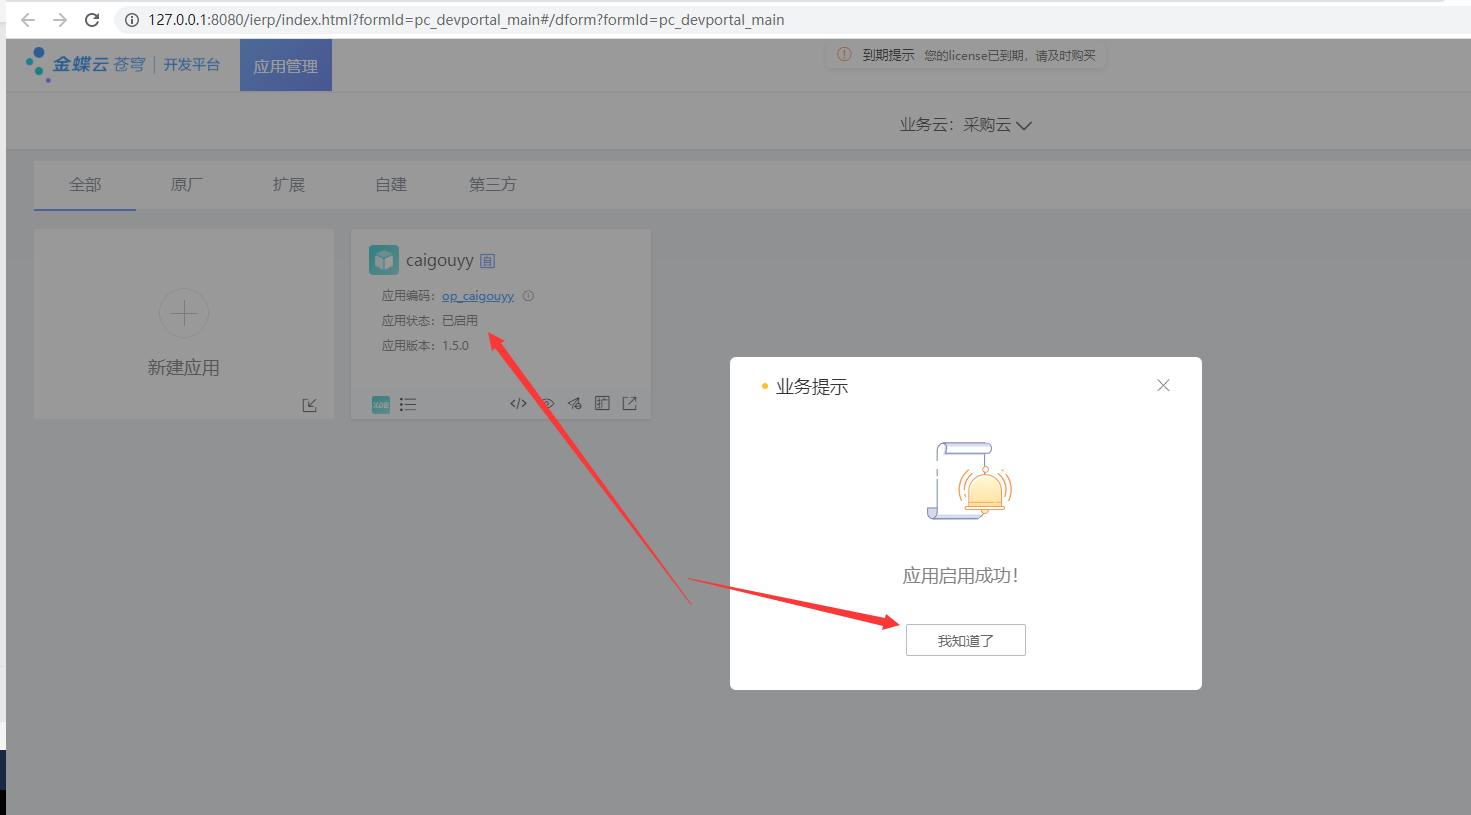 127.0.0.1:8080/ierp/index.html?formId=pc_devportal_main#/dform?formId=pc_devportal_main
金蝶云 苍穹 | 开发平台
应用管理
到期提示 您的license已到期，请及时购买
业务云：采购云
全部 原厂 扩展 自建 第三方
新建应用
caigouyy 自
应用编码：op_caigouyy
应用状态：已启用
应用版本：1.5.0
业务提示
应用启用成功！
我知道了